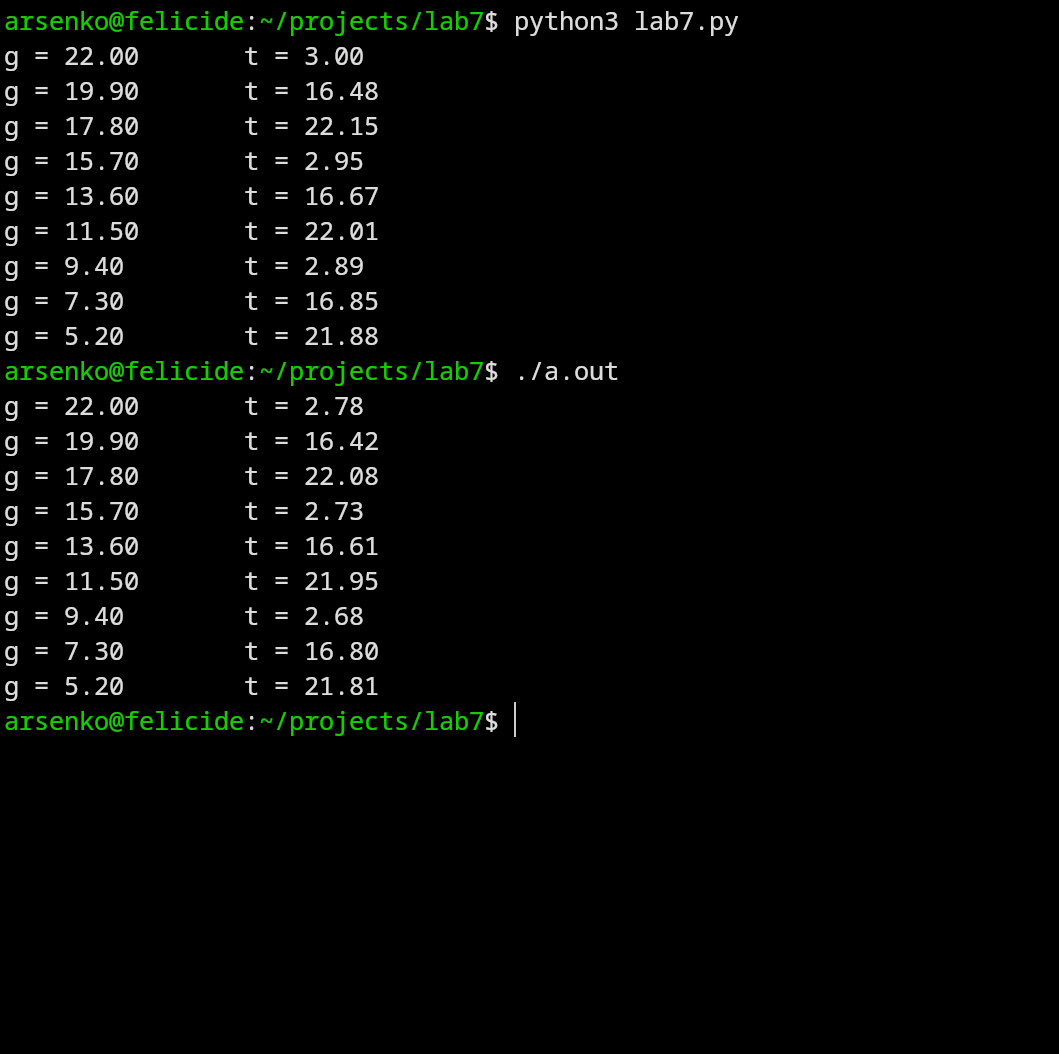 arsenko@felicide:~/projects/lab7$ python3 lab7.py
g = 22.00       t = 3.00
g = 19.90       t = 16.48
g = 17.80       t = 22.15
g = 15.70       t = 2.95
g = 13.60       t = 16.67
g = 11.50       t = 22.01
g = 9.40        t = 2.89
g = 7.30        t = 16.85
g = 5.20        t = 21.88
arsenko@felicide:~/projects/lab7$ ./a.out
g = 22.00       t = 2.78
g = 19.90       t = 16.42
g = 17.80       t = 22.08
g = 15.70       t = 2.73
g = 13.60       t = 16.61
g = 11.50       t = 21.95
g = 9.40        t = 2.68
g = 7.30        t = 16.80
g = 5.20        t = 21.81
arsenko@felicide:~/projects/lab7$